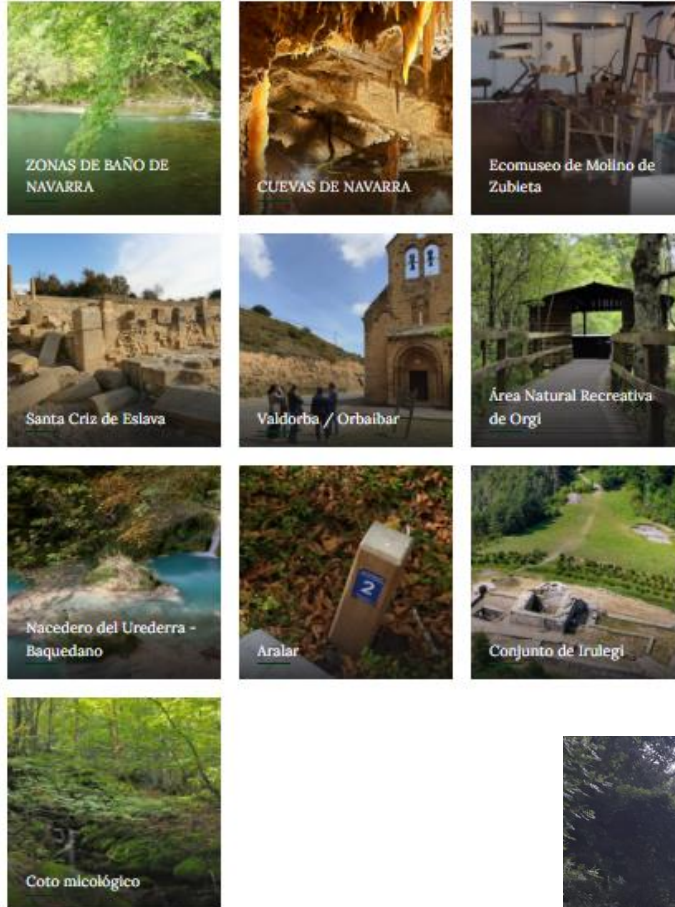 ZONAS DE BAÑO DE
NAVARRA
CUEVAS DE NAVARRA
Ecomuseo de Molino de
Zubieta
Santa Criz de Eslava
Valdorba / Orbaibar
Área Natural Recreativa
de Orgi
Nacedero del Urederra -
Baquedano
Aralar
2
Conjunto de Irulegi
Coto micológico